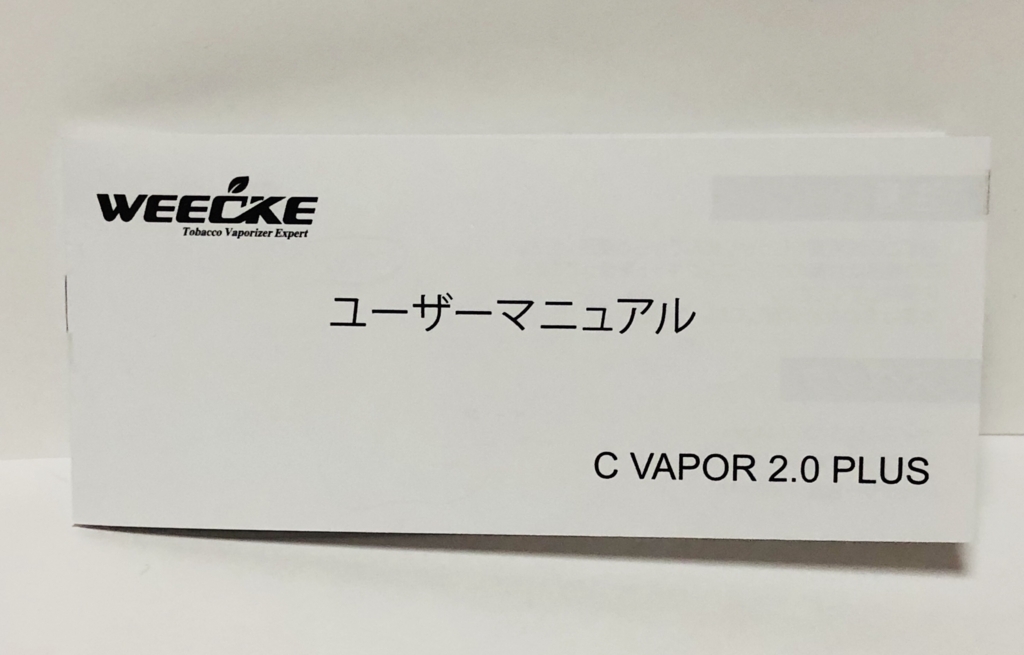 WEECKE
Tobacco Vaporizer Expert
ユーザーマニュアル
C VAPOR 2.0 PLUS